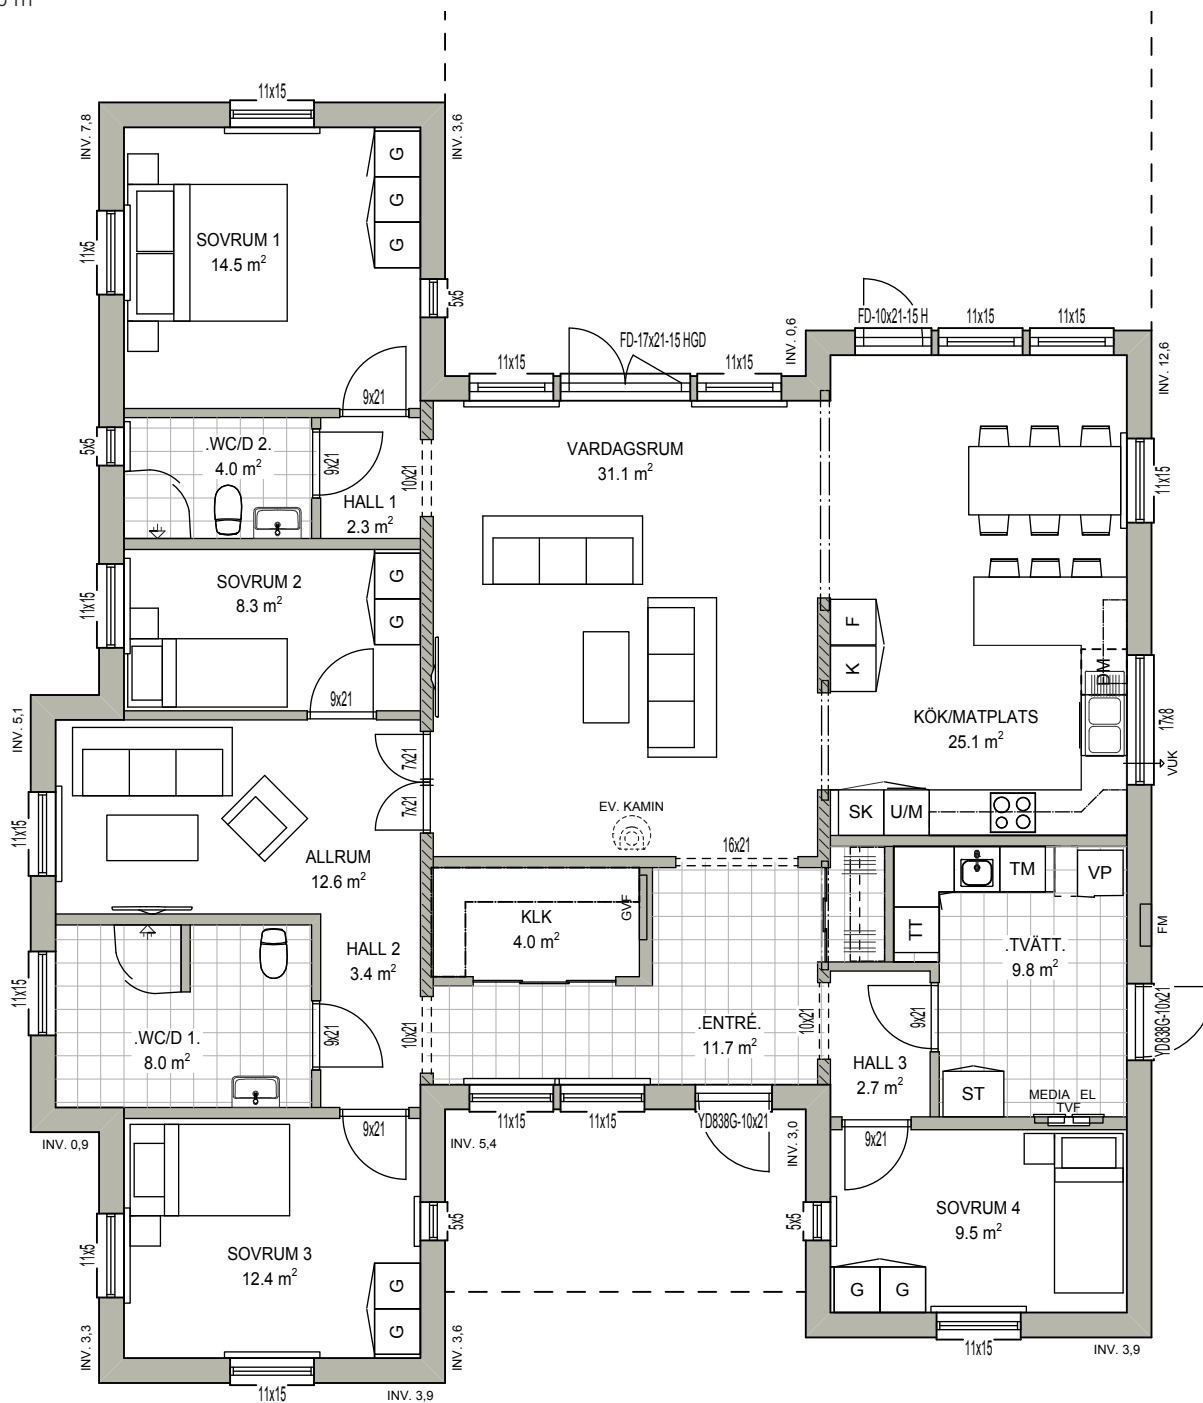 11x15
INV. 7,8
INV. 3,6
G
G
G
SOVRUM 1
14.5 m²
11x5
5x5
FD-17x21-15 HGD
INV. 0,6
FD-10x21-15 H
11x15
11x15
INV. 12,6
11x15
11x15
9x21
5x5
.WC/D 2.
4.0 m²
9x21
HALL 1
2.3 m²
10x21
VARDAGSRUM
31.1 m²
11x15
SOVRUM 2
8.3 m²
G
G
11x15
9x21
F
K
DM
KÖK/MATPLATS
25.1 m²
17x8
VUK
INV. 5,1
7x21
7x21
EV. KAMIN
SK
U/M
11x15
ALLRUM
12.6 m²
16x21
TM
VP
KLK
4.0 m²
GVF
TT
FM
.TVÄTT.
9.8 m²
HALL 2
3.4 m²
11x15
.WC/D 1.
8.0 m²
9x21
10x21
.ENTRÉ.
11.7 m²
10x21
9x21
YD838G-10x21
HALL 3
2.7 m²
ST
MEDIA EL
TVF
INV. 0,9
9x21
INV. 5,4
11x15
11x15
YD838G-10x21
INV. 3,0
9x21
5x5
5x5
SOVRUM 4
9.5 m²
11x5
SOVRUM 3
12.4 m²
G
G
G
G
11x15
INV. 3,9
INV. 3,3
INV. 3,6
11x15
INV. 3,9